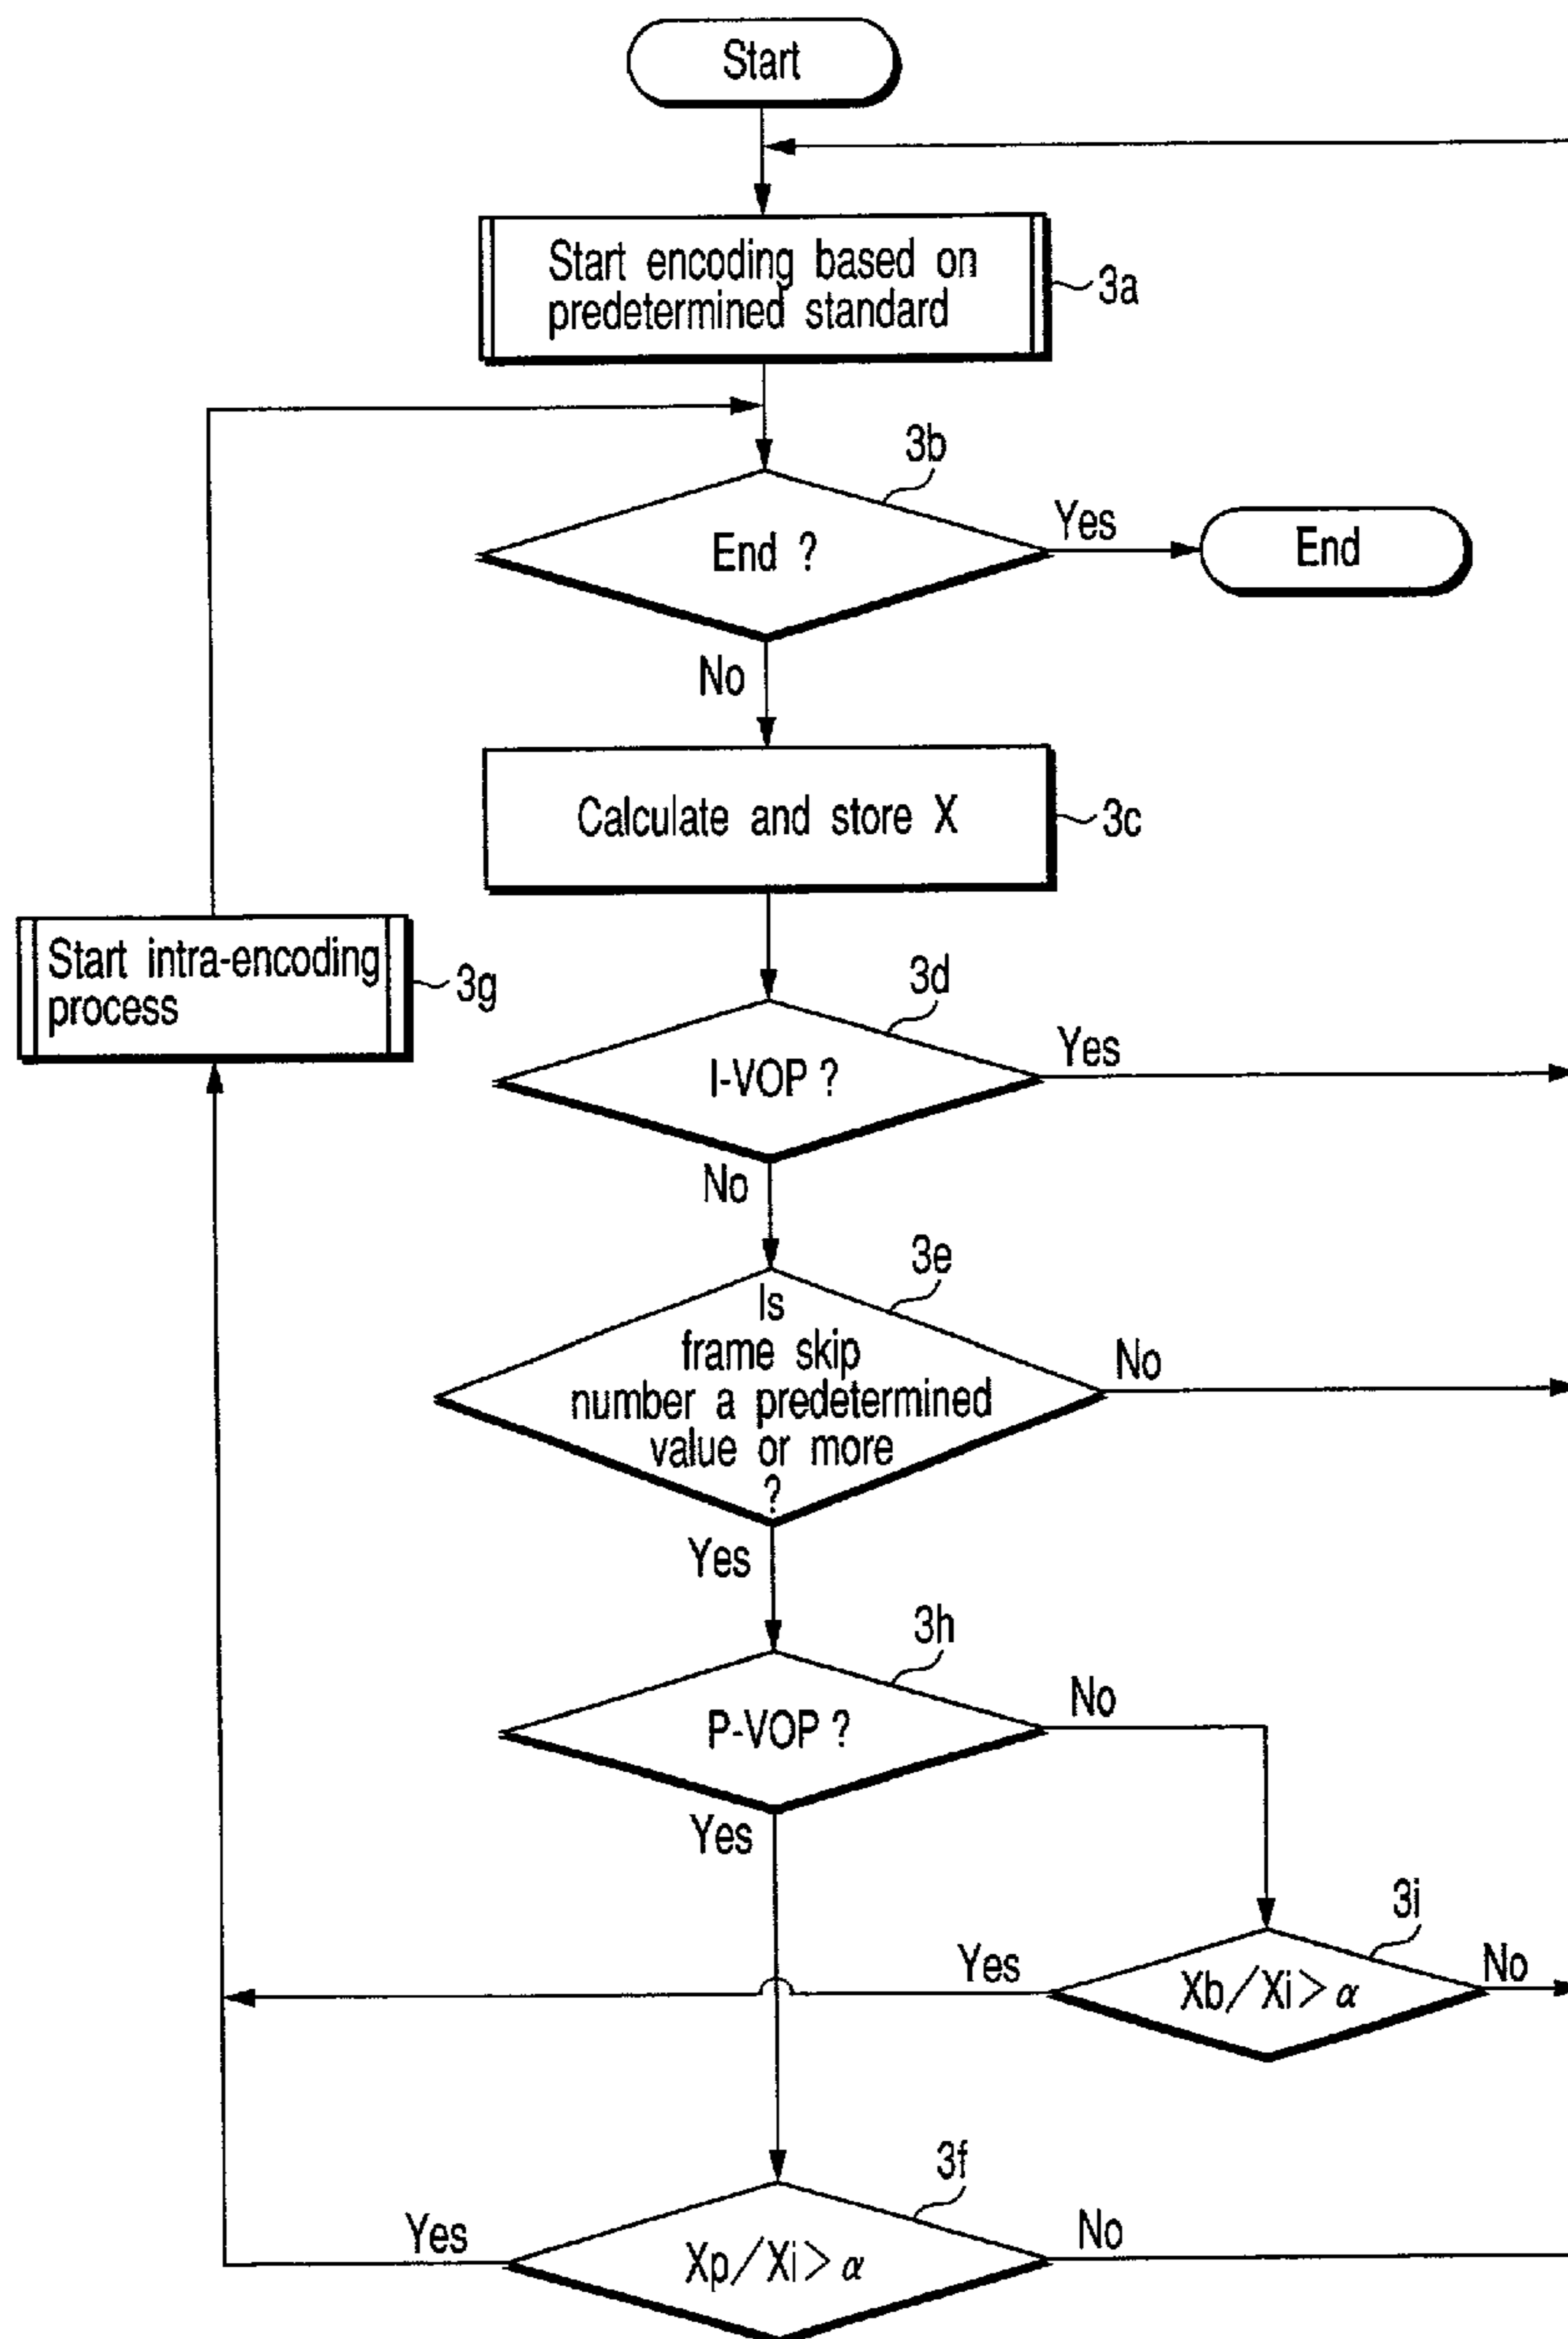 Start
Start encoding based on
predetermined standard
3a
3b
End ?
Yes
End
No
Calculate and store X
3c
Start intra-encoding
process
3g
3d
I-VOP ?
Yes
No
3e
Is
frame skip
number a predetermined
value or more
?
No
Yes
3h
P-VOP ?
No
Yes
3i
Xb/Xi>α
Yes
No
3f
Xp/Xi>α
Yes
No